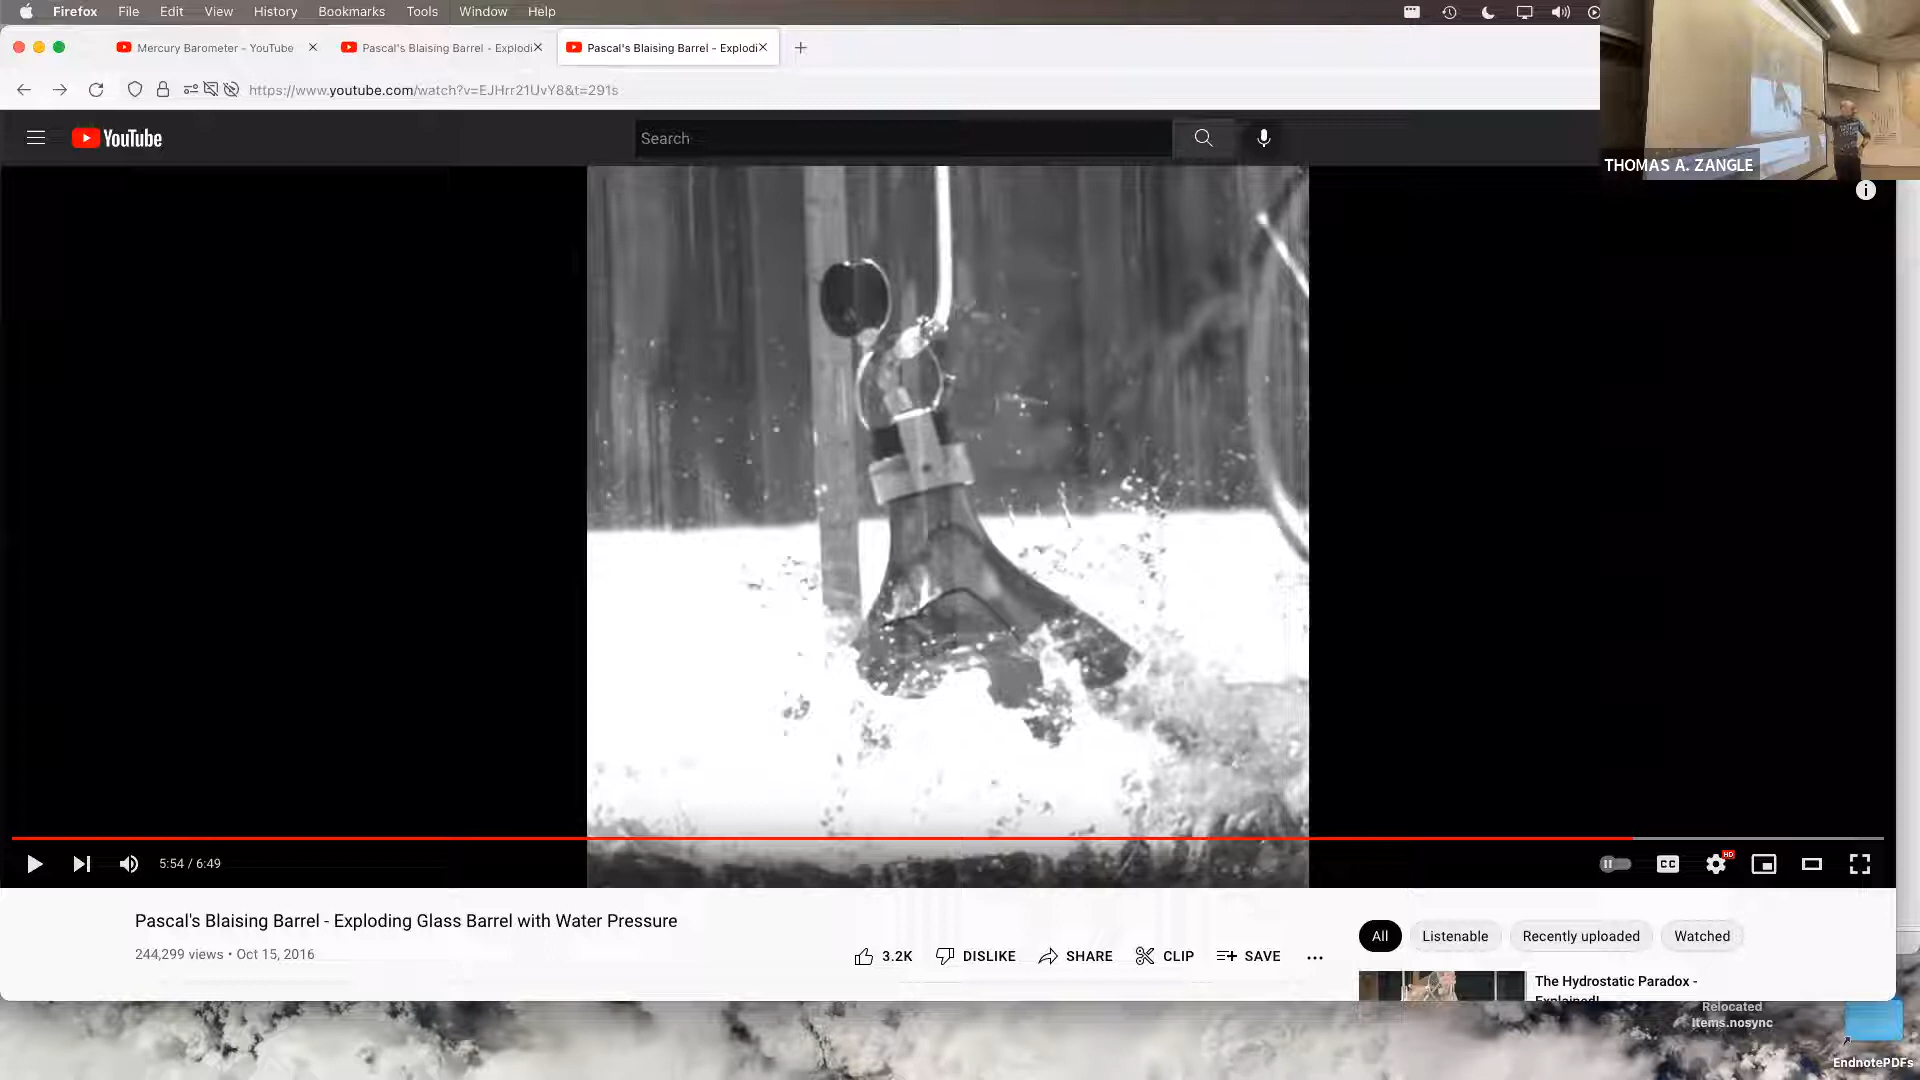 Firefox File Edit View History Bookmarks Tools Window Help
Mercury Barometer – YouTube
Pascal's Blaising Barrel - Explodi
Pascal's Blaising Barrel - Explodi
https://www.youtube.com/watch?v=EJHrr21UvY8&t=291s
YouTube
Search
THOMAS A. ZANGLE
5:54 / 6:49
CC
HD
Pascal's Blaising Barrel - Exploding Glass Barrel with Water Pressure
244,299 views • Oct 15, 2016
3.2K DISLIKE SHARE CLIP SAVE
All Listenable Recently uploaded Watched
The Hydrostatic Paradox -
Explained!
Relocated
Items.nosync
EndnotePDFs